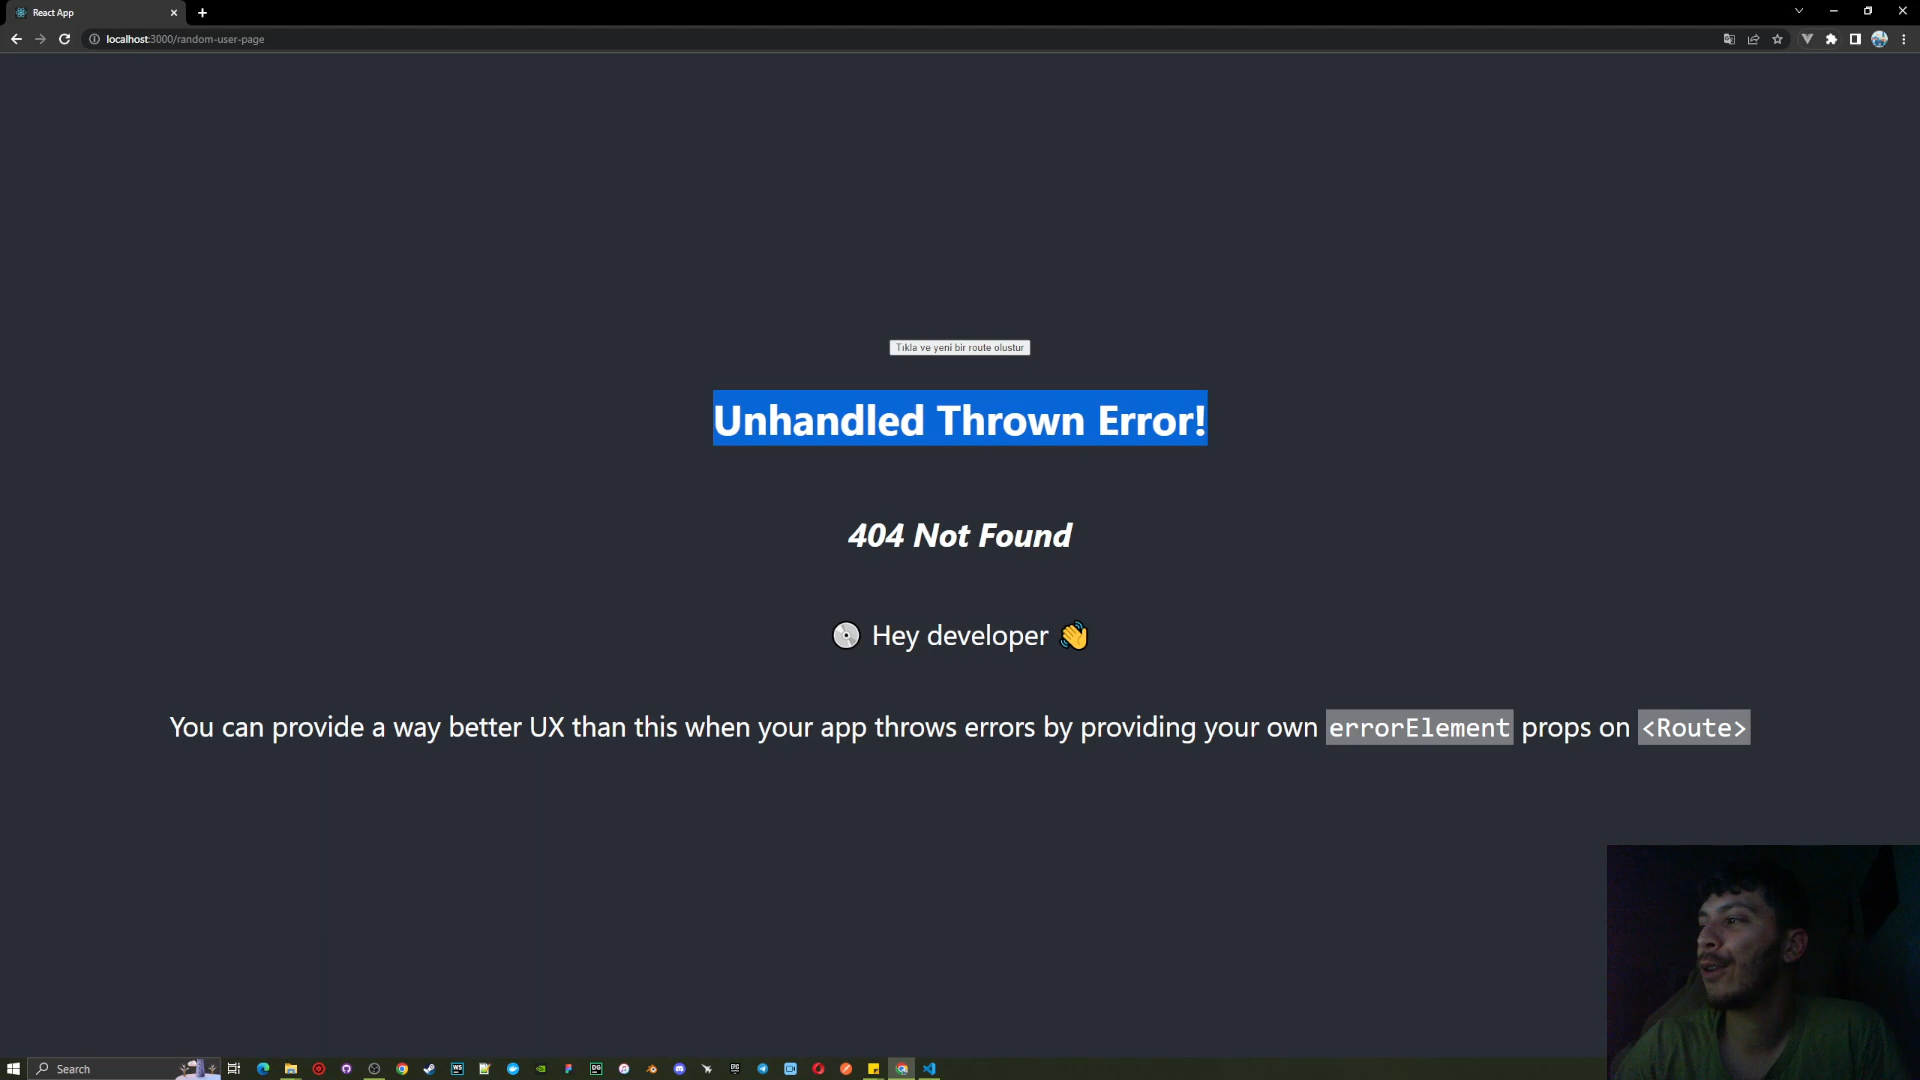 React App
localhost:3000/random-user-page
Tıkla ve yeni bir route olustur
Unhandled Thrown Error!
404 Not Found
💿 Hey developer 👋
You can provide a way better UX than this when your app throws errors by providing your own errorElement props on <Route>
Search